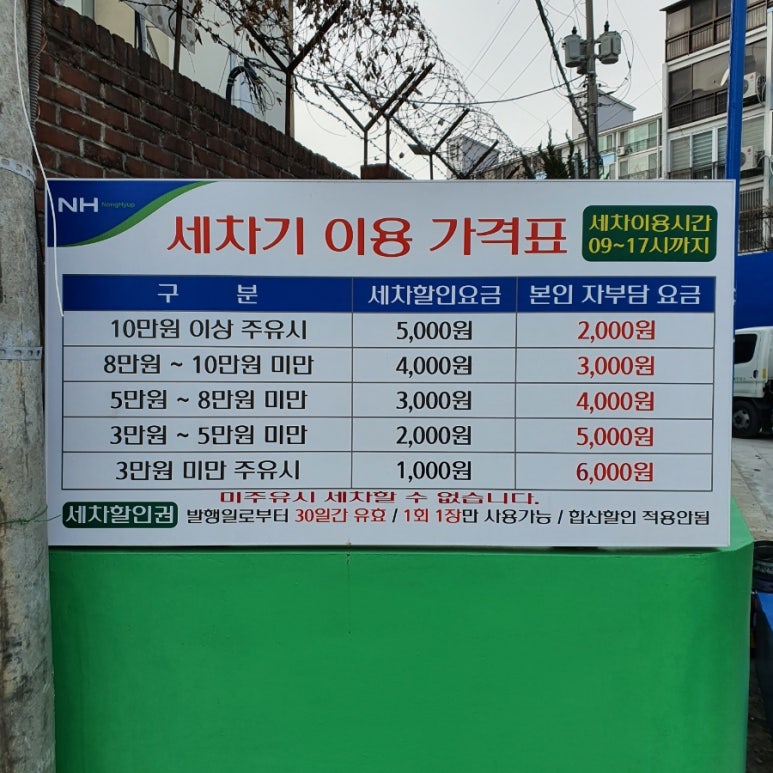 NH NongHyup
세차기 이용 가격표
세차이용시간
09~17시까지
구 분 세차할인요금 본인 자부담 요금
10만원 이상 주유시 5,000원 2,000원
8만원 ~ 10만원 미만 4,000원 3,000원
5만원 ~ 8만원 미만 3,000원 4,000원
3만원 ~ 5만원 미만 2,000원 5,000원
3만원 미만 주유시 1,000원 6,000원
미주유시 세차할 수 없습니다.
세차할인권 발행일로부터 30일간 유효 / 1회 1장만 사용가능 / 합산할인 적용안됨